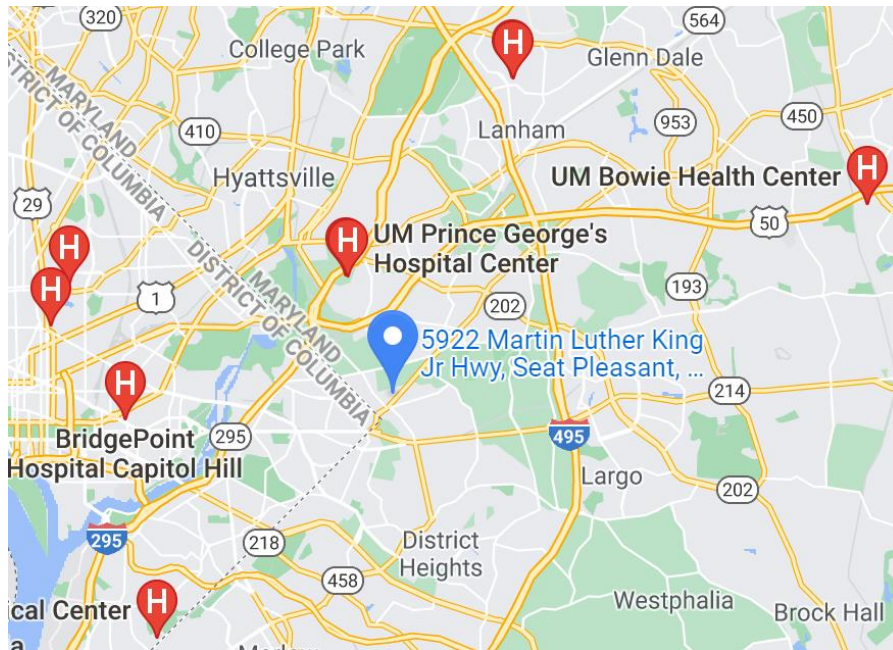 320
College Park
564
Glenn Dale
H
MARYLAND
DISTRICT OF COLUMBIA
410
Lanham
953
450
Hyattsville
UM Bowie Health Center
H
29
50
H
UM Prince George's
Hospital Center
H
H
MARYLAND
DISTRICT OF COLUMBIA
1
193
202
5922 Martin Luther King
Jr Hwy, Seat Pleasant, ...
H
214
BridgePoint
Hospital Capitol Hill
295
495
Largo
202
295
218
District
Heights
458
Westphalia
ical Center
H
Brock Hall
a